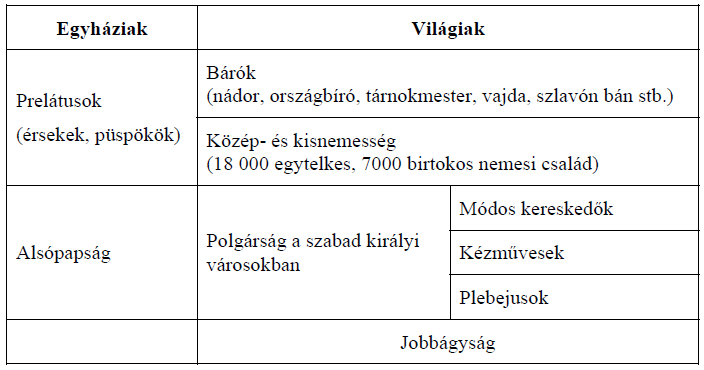 Egyháziak
Világiak
Prelátusok
(érsekek, püspökök)
Bárók
(nádor, országbíró, tárnokmester, vajda, szlavón bán stb.)
Közép- és kisnemesség
(18 000 egytelkes, 7000 birtokos nemesi család)
Alsópapság
Polgárság a szabad királyi
városokban
Módos kereskedők
Kézművesek
Plebejusok
Jobbágyság